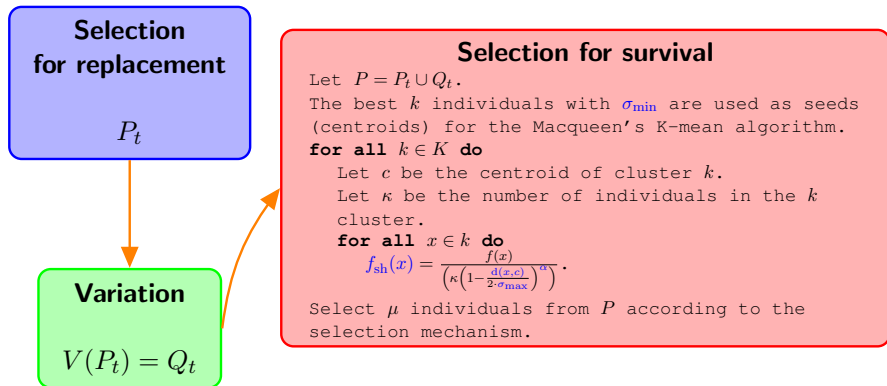 Selection
for replacement
P_t
Variation
V(P_t) = Q_t
Selection for survival
Let P = P_t ∪ Q_t.
The best k individuals with σ_min are used as seeds
(centroids) for the Macqueen's K-mean algorithm.
for all k ∈ K do
Let c be the centroid of cluster k.
Let κ be the number of individuals in the k
cluster.
for all x ∈ k do
f_sh(x) = f(x) / (κ(1 − d(x,c) / (2·σ_max))^α).
Select μ individuals from P according to the
selection mechanism.